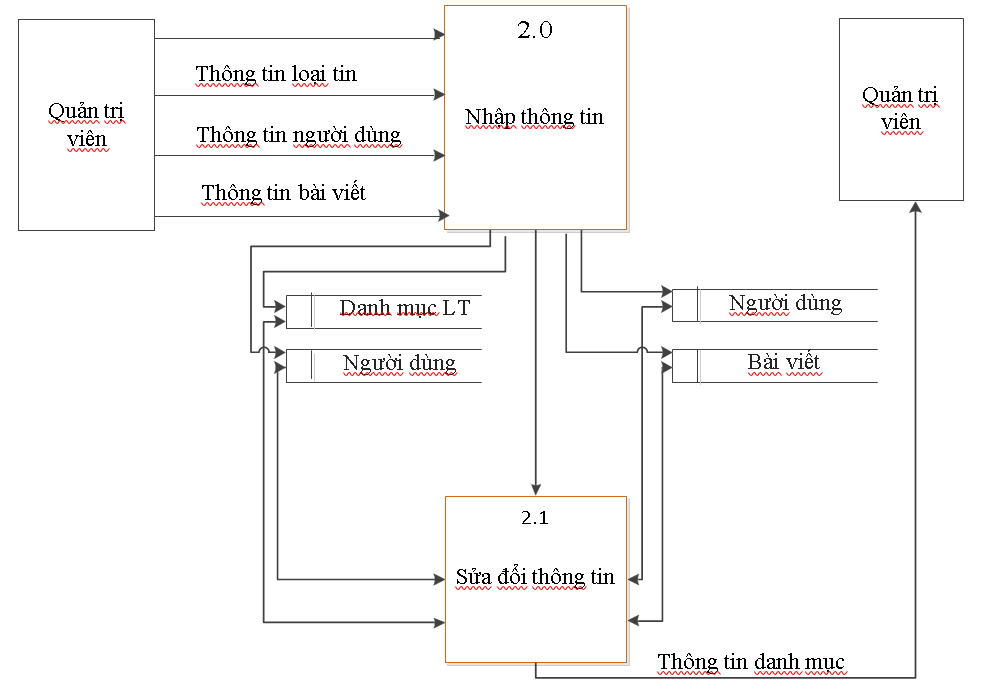 Quản trị
viên
Thông tin loại tin
Thông tin người dùng
Thông tin bài viết
2.0
Nhập thông tin
Quản trị
viên
Danh mục LT
Người dùng
Người dùng
Bài viết
2.1
Sửa đổi thông tin
Thông tin danh mục